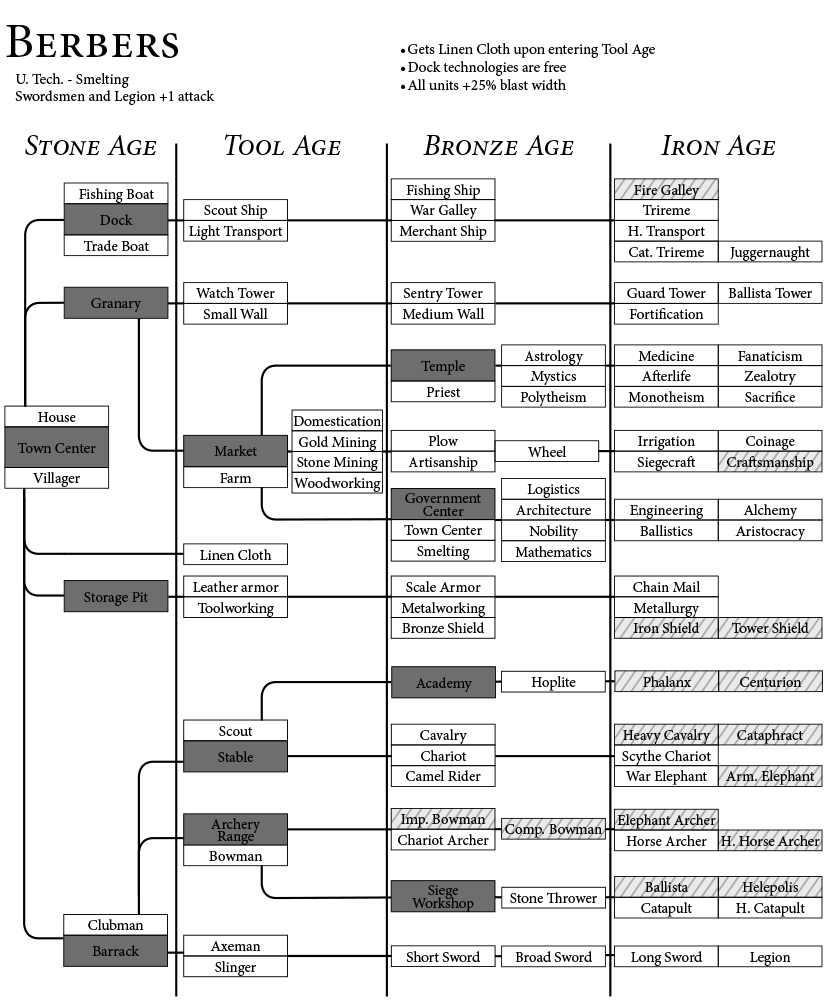 BERBERS
U. Tech. - Smelting
Swordsmen and Legion +1 attack
• Gets Linen Cloth upon entering Tool Age
• Dock technologies are free
• All units +25% blast width
STONE AGE
TOOL AGE
BRONZE AGE
IRON AGE
Fishing Boat
Dock
Trade Boat
Scout Ship
Light Transport
Fishing Ship
War Galley
Merchant Ship
Fire Galley
Trireme
H. Transport
Cat. Trireme
Juggernaught
Granary
Watch Tower
Small Wall
Sentry Tower
Medium Wall
Guard Tower
Ballista Tower
Fortification
Temple
Priest
Astrology
Mystics
Polytheism
Medicine
Fanaticism
Afterlife
Zealotry
Monotheism
Sacrifice
House
Town Center
Villager
Market
Farm
Domestication
Gold Mining
Stone Mining
Woodworking
Plow
Artisanship
Wheel
Irrigation
Coinage
Siegecraft
Craftsmanship
Government
Center
Town Center
Smelting
Logistics
Architecture
Nobility
Mathematics
Engineering
Alchemy
Ballistics
Aristocracy
Linen Cloth
Storage Pit
Leather armor
Toolworking
Scale Armor
Metalworking
Bronze Shield
Chain Mail
Metallurgy
Iron Shield
Tower Shield
Academy
Hoplite
Phalanx
Centurion
Scout
Stable
Cavalry
Chariot
Camel Rider
Heavy Cavalry
Cataphract
Scythe Chariot
War Elephant
Arm. Elephant
Archery
Range
Bowman
Imp. Bowman
Chariot Archer
Comp. Bowman
Elephant Archer
Horse Archer
H. Horse Archer
Siege
Workshop
Stone Thrower
Ballista
Helepolis
Catapult
H. Catapult
Clubman
Barrack
Axeman
Slinger
Short Sword
Broad Sword
Long Sword
Legion